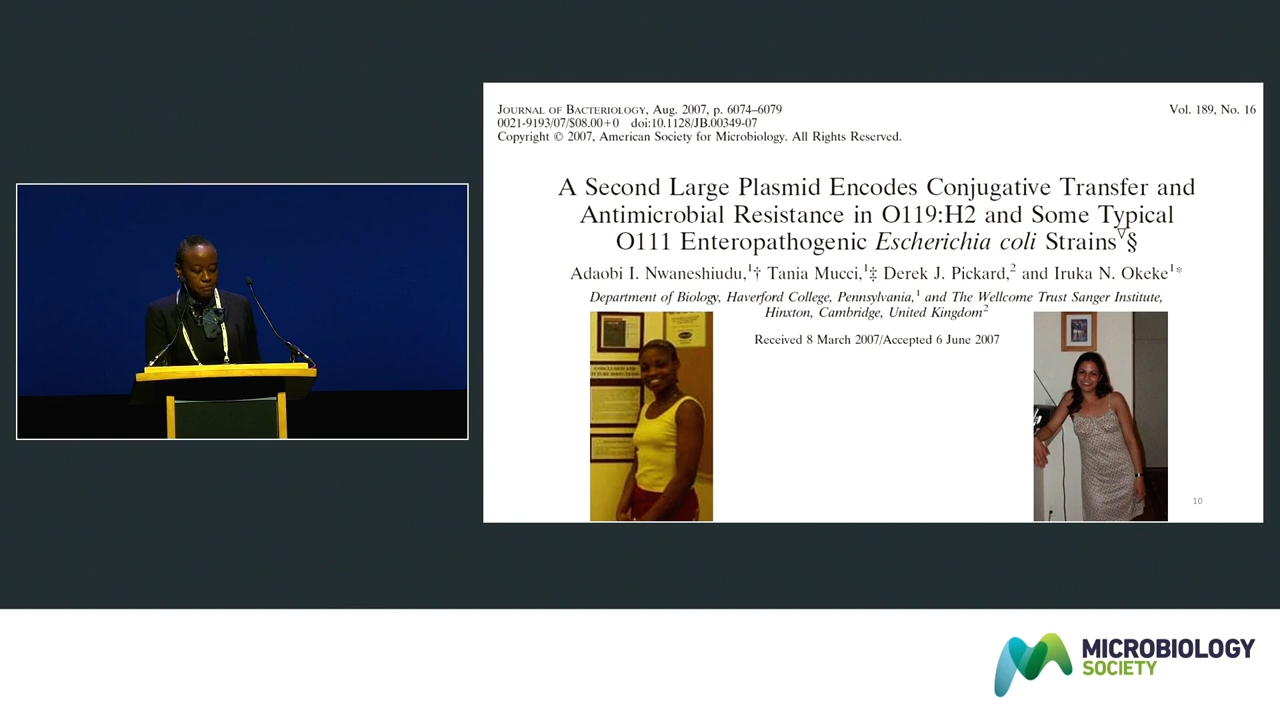 JOURNAL OF BACTERIOLOGY, Aug. 2007, p. 6074–6079
Vol. 189, No. 16
0021-9193/07/$08.00+0 doi:10.1128/JB.00349-07
Copyright © 2007, American Society for Microbiology. All Rights Reserved.
A Second Large Plasmid Encodes Conjugative Transfer and
Antimicrobial Resistance in O119:H2 and Some Typical
O111 Enteropathogenic Escherichia coli Strains▽§
Adaobi I. Nwaneshiudu,¹† Tania Mucci,¹‡ Derek J. Pickard,² and Iruka N. Okeke¹*
Department of Biology, Haverford College, Pennsylvania,¹ and The Wellcome Trust Sanger Institute,
Hinxton, Cambridge, United Kingdom²
Received 8 March 2007/Accepted 6 June 2007
10
MICROBIOLOGY
SOCIETY